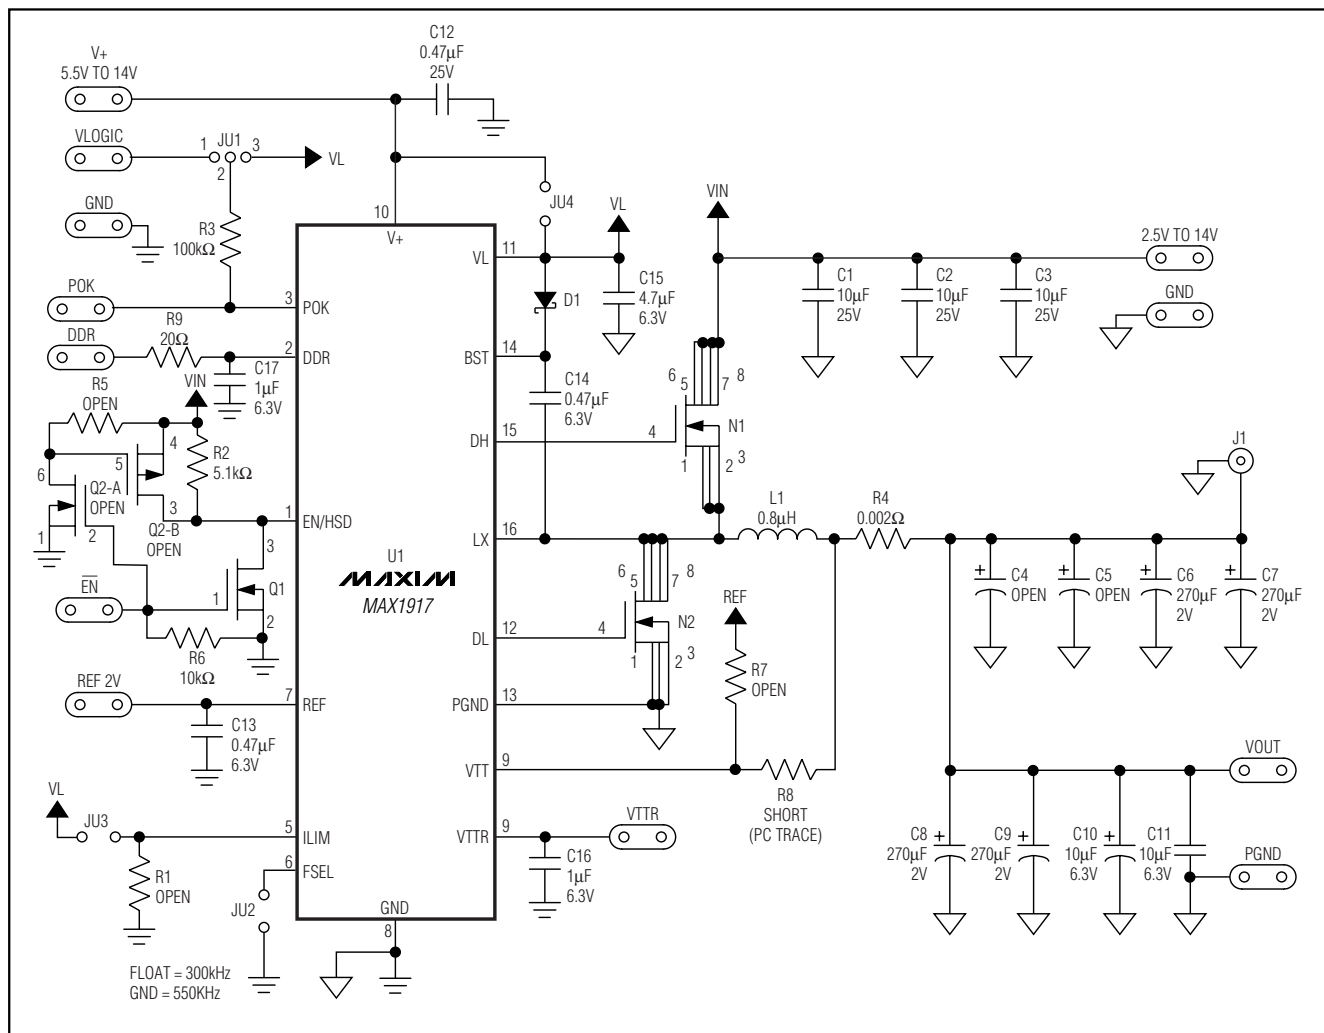 V+
5.5V TO 14V
C12
0.47µF
25V
VLOGIC
1 JU1 3
2
VL
GND
R3
100kΩ
10
V+
JU4
VL
VIN
2.5V TO 14V
VL 11
C15
4.7µF
6.3V
D1
C1
10µF
25V
C2
10µF
25V
C3
10µF
25V
GND
POK
3 POK
DDR
R9
20Ω
2 DDR
C17
1µF
6.3V
BST 14
C14
0.47µF
6.3V
6 5 7 8
R5
OPEN
VIN
4
R2
5.1kΩ
5
3
DH 15
4
N1
1 2 3
J1
6
Q2-A
OPEN
1
2
Q2-B
OPEN
1 EN/HSD
LX 16
L1
0.8µH
R4
0.002Ω
3
U1
MAXIM
MAX1917
6 5 7 8
EN
1
Q1
2
R6
10kΩ
DL 12
4
N2
1 2 3
REF
R7
OPEN
+
C4
OPEN
+
C5
OPEN
+
C6
270µF
2V
+
C7
270µF
2V
REF 2V
7 REF
C13
0.47µF
6.3V
PGND 13
VTT 9
R8
SHORT
(PC TRACE)
VOUT
VL
JU3
5 ILIM
R1
OPEN
6 FSEL
JU2
VTTR 9
C16
1µF
6.3V
VTTR
C8
270µF
2V
+
C9
270µF
2V
+
C10
10µF
6.3V
+
C11
10µF
6.3V
PGND
GND
8
FLOAT = 300kHz
GND = 550KHz